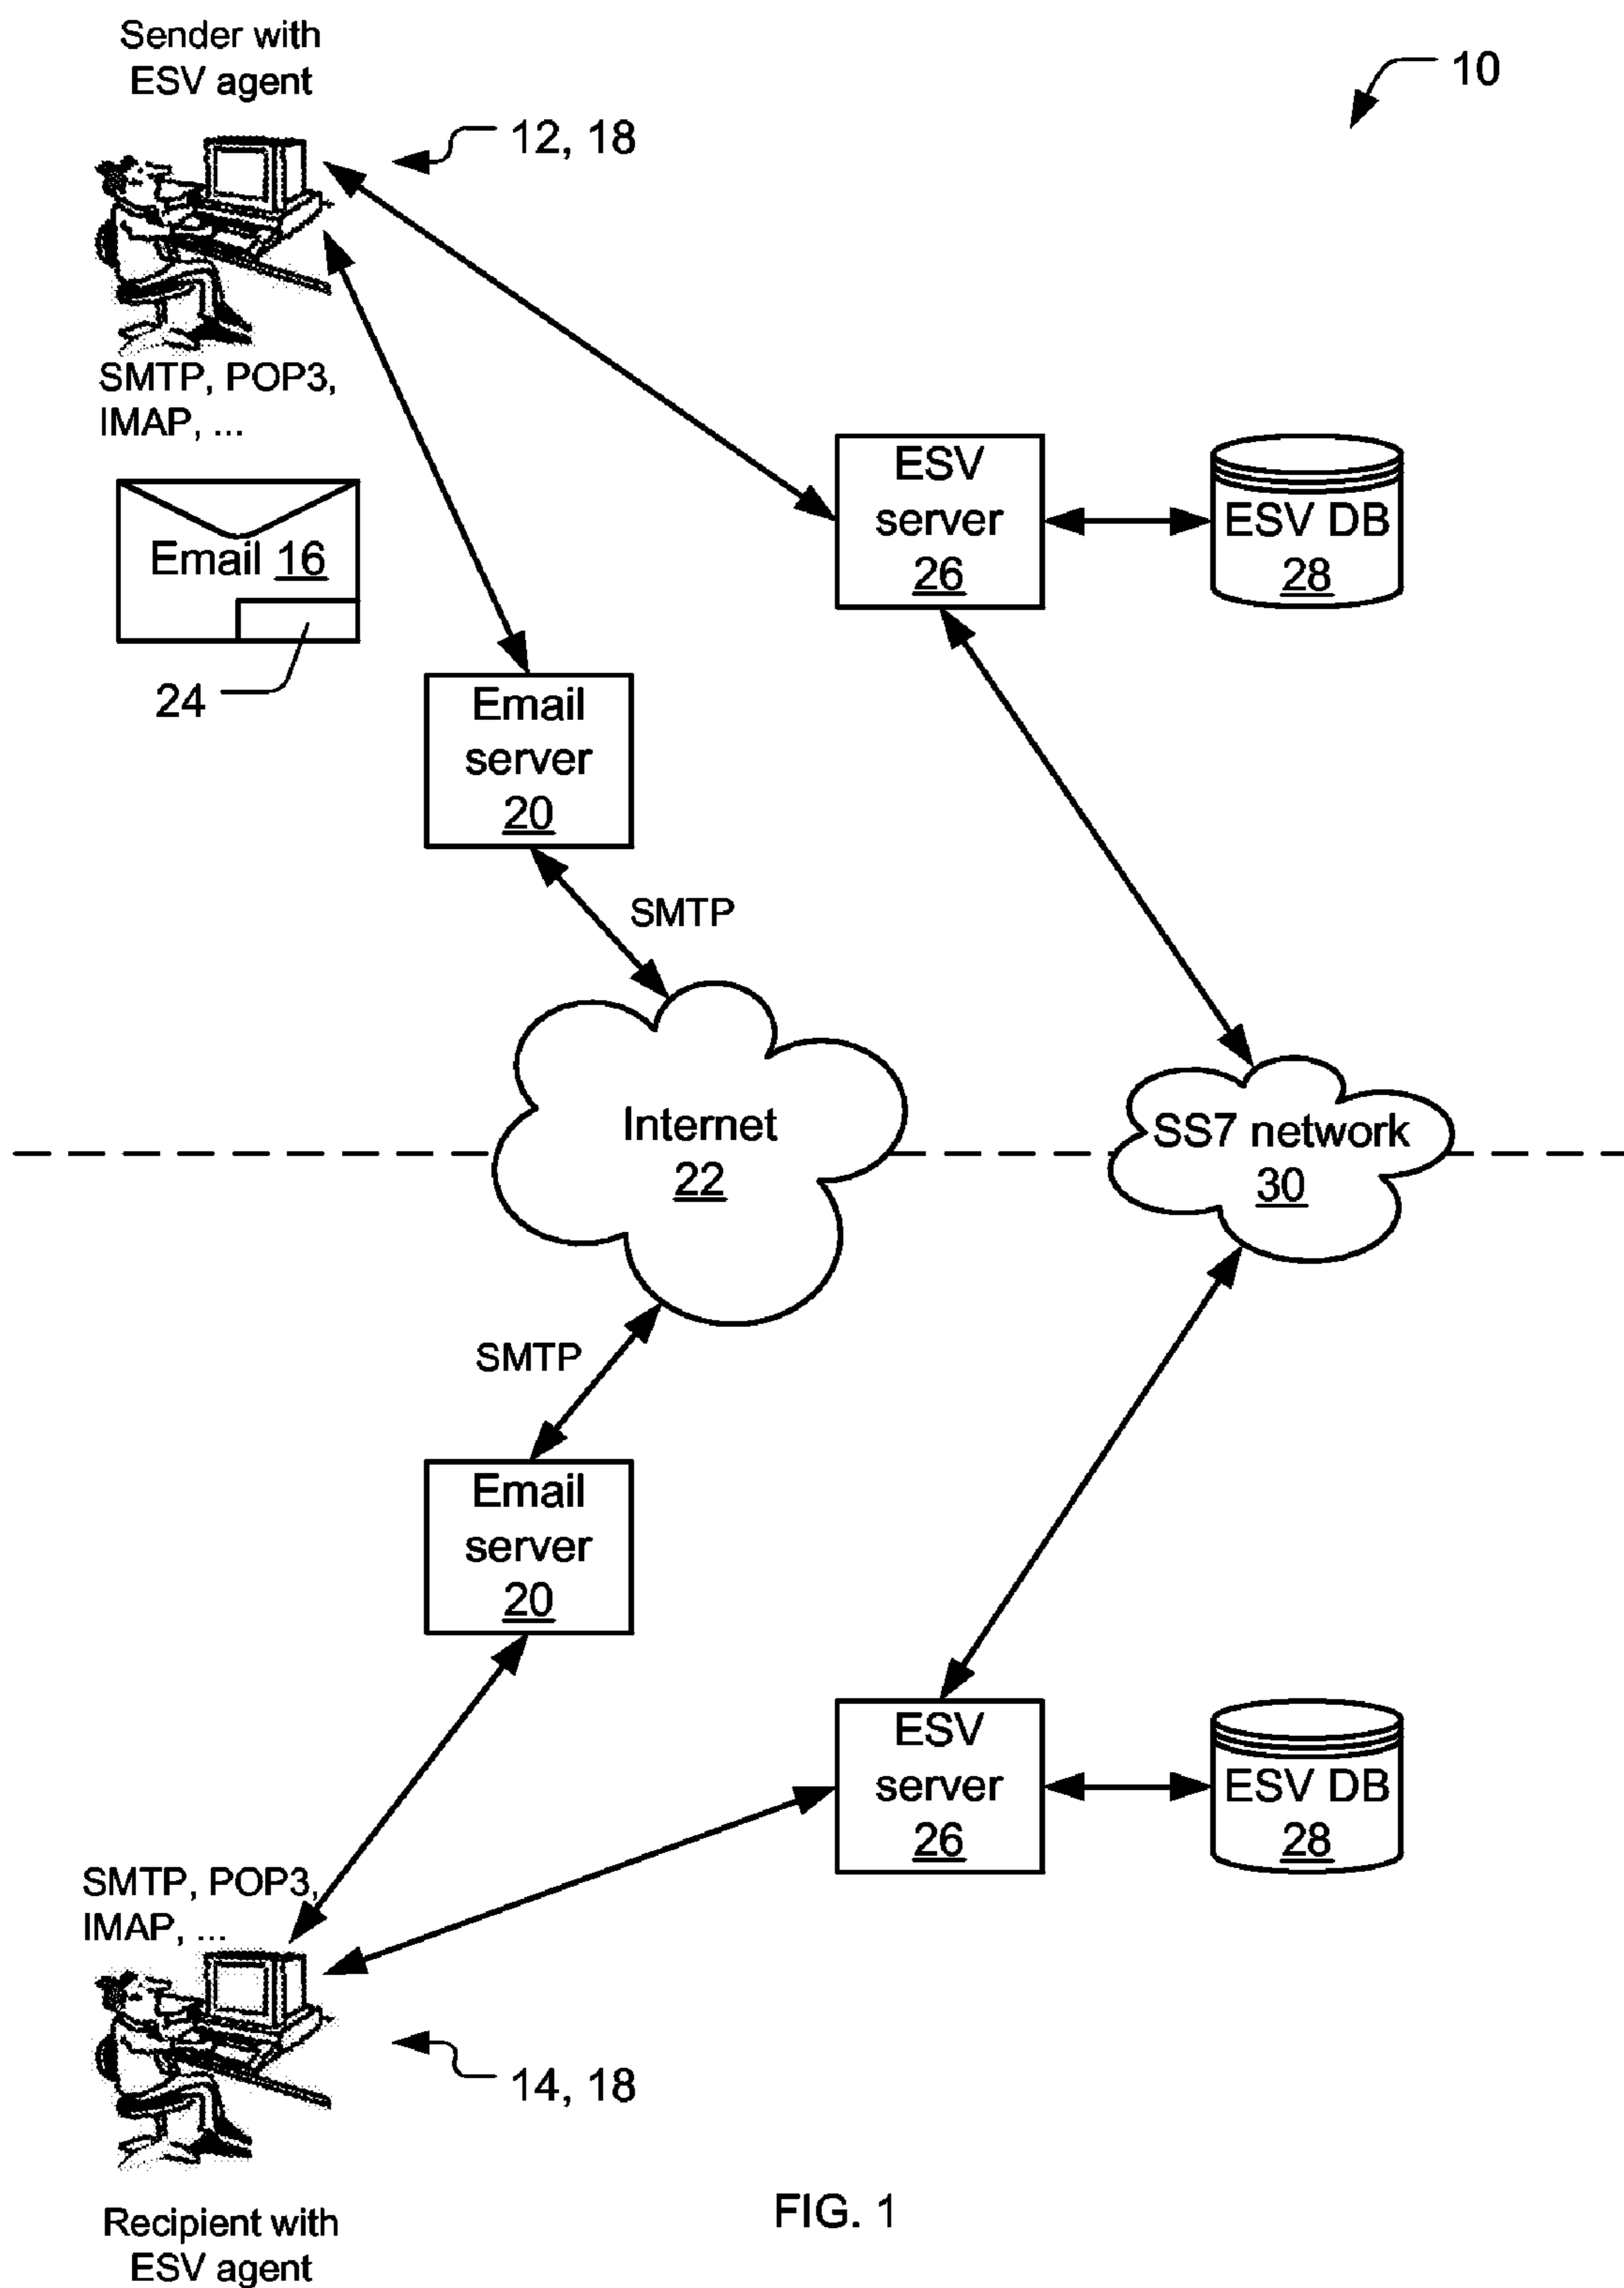 Sender with
ESV agent
10
12, 18
SMTP, POP3,
IMAP, ...
ESV
server
26
ESV DB
28
Email 16
24
Email
server
20
SMTP
Internet
22
SS7 network
30
SMTP
Email
server
20
ESV
server
26
ESV DB
28
SMTP, POP3,
IMAP, ...
14, 18
Recipient with
ESV agent
FIG. 1